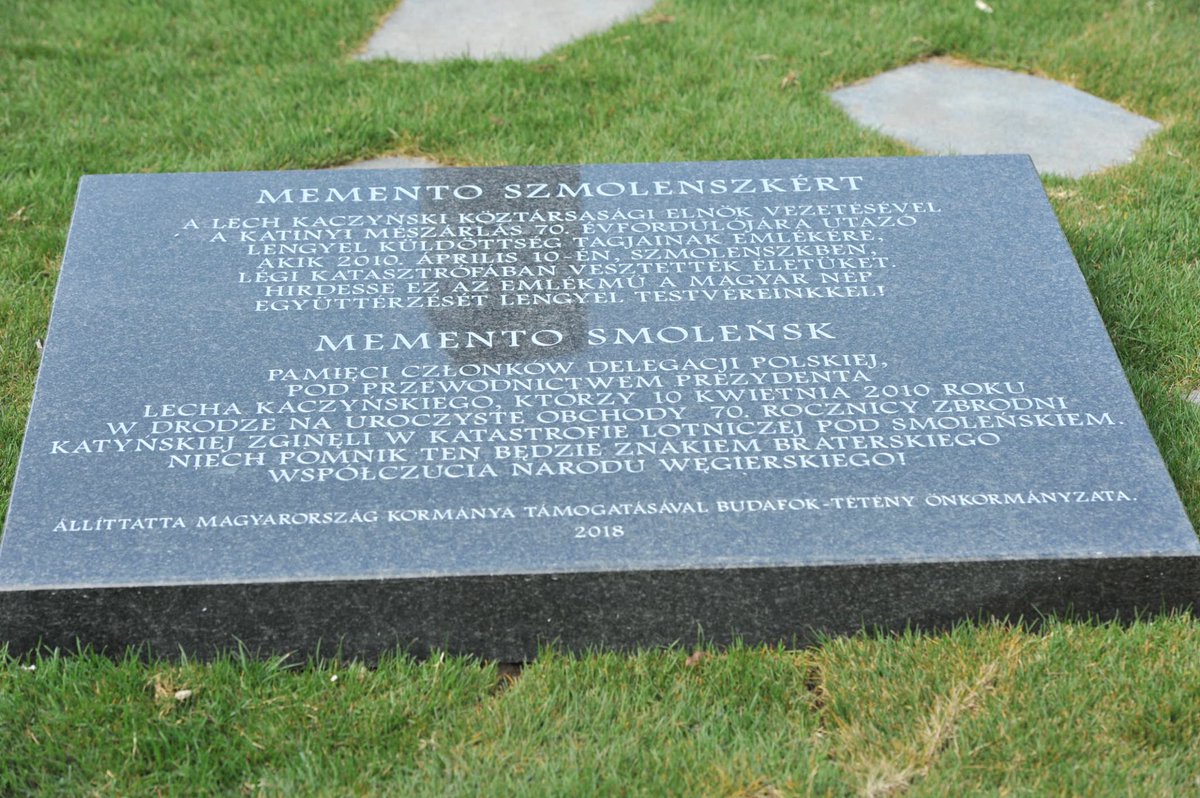 MEMENTO SZMOLENSZKÉRT
A LECH KACZYŃSKI KÖZTÁRSASÁGI ELNÖK VEZETÉSÉVEL
A KATINYI MÉSZÁRLÁS 70. ÉVFORDULÓJÁRA UTAZÓ
LENGYEL KÜLDÖTTSÉG TAGJAINAK EMLÉKÉRE,
AKIK 2010. ÁPRILIS 10-ÉN, SZMOLENSZKBEN,
LÉGI KATASZTRÓFÁBAN VESZTETTÉK ÉLETÜKET.
HIRDESSE EZ AZ EMLÉKMŰ A MAGYAR NÉP
EGYÜTTÉRZÉSÉT LENGYEL TESTVÉREINKKEL!
MEMENTO SMOLEŃSK
PAMIĘCI CZŁONKÓW DELEGACJI POLSKIEJ,
POD PRZEWODNICTWEM PREZYDENTA
LECHA KACZYŃSKIEGO, KTÓRZY 10 KWIETNIA 2010 ROKU
W DRODZE NA UROCZYSTE OBCHODY 70. ROCZNICY ZBRODNI
KATYŃSKIEJ ZGINĘLI W KATASTROFIE LOTNICZEJ POD SMOLEŃSKIEM.
NIECH POMNIK TEN BĘDZIE ZNAKIEM BRATERSKIEGO
WSPÓŁCZUCIA NARODU WĘGIERSKIEGO!
ÁLLÍTTATTA MAGYARORSZÁG KORMÁNYA TÁMOGATÁSÁVAL BUDAFOK-TÉTÉNY ÖNKORMÁNYZATA.
2018